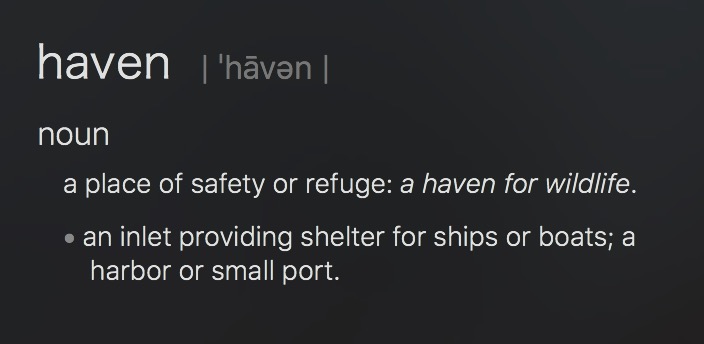 haven | ˈhāvən |
noun
a place of safety or refuge: a haven for wildlife.
• an inlet providing shelter for ships or boats; a
harbor or small port.